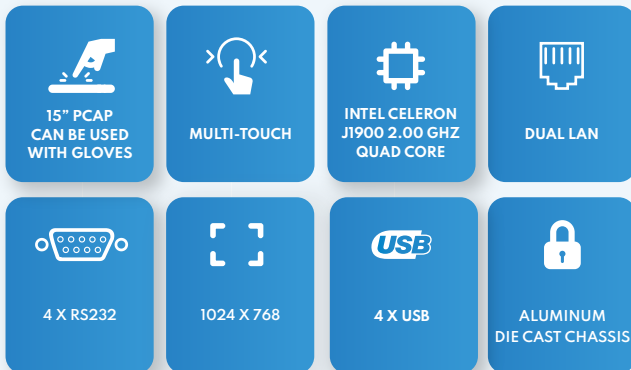 15” PCAP
CAN BE USED
WITH GLOVES
MULTI-TOUCH
INTEL CELERON
J1900 2.00 GHZ
QUAD CORE
DUAL LAN
4 X RS232
1024 X 768
USB
4 X USB
ALUMINUM
DIE CAST CHASSIS